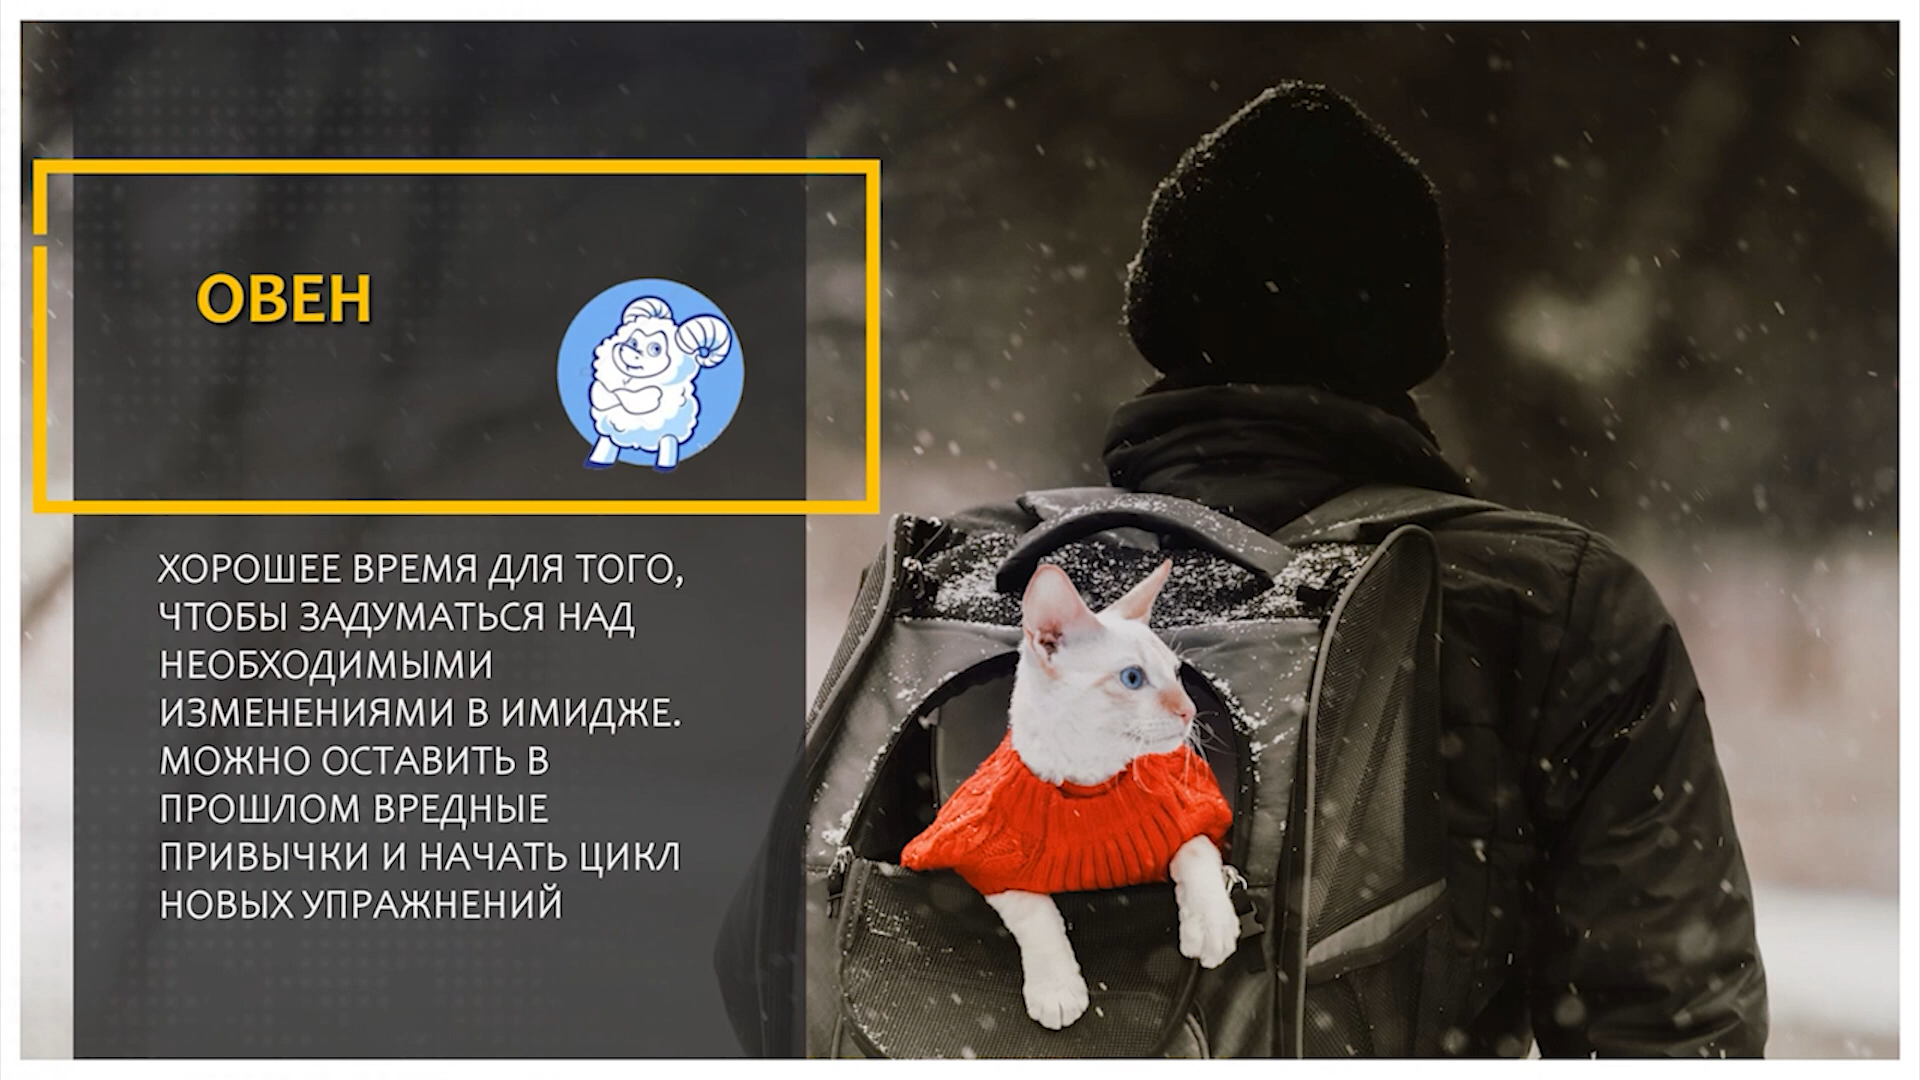 ОВЕН
ХОРОШЕЕ ВРЕМЯ ДЛЯ ТОГО,
ЧТОБЫ ЗАДУМАТЬСЯ НАД
НЕОБХОДИМЫМИ
ИЗМЕНЕНИЯМИ В ИМИДЖЕ.
МОЖНО ОСТАВИТЬ В
ПРОШЛОМ ВРЕДНЫЕ
ПРИВЫЧКИ И НАЧАТЬ ЦИКЛ
НОВЫХ УПРАЖНЕНИЙ